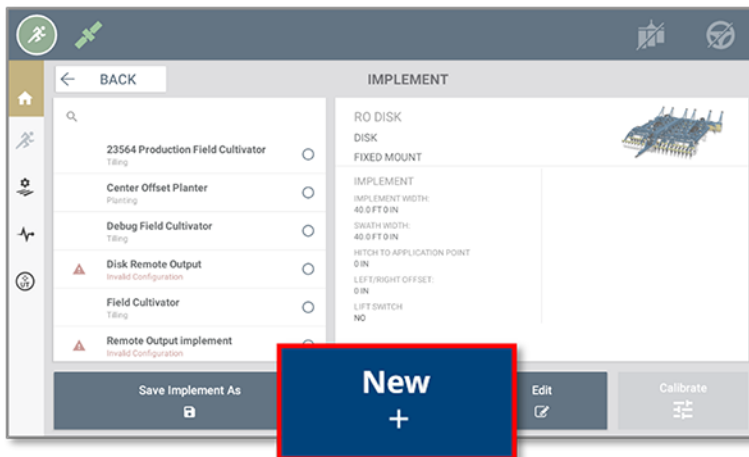 BACK
IMPLEMENT
23564 Production Field Cultivator
Tilling
Center Offset Planter
Planting
Debug Field Cultivator
Tilling
Disk Remote Output
Invalid Configuration
Field Cultivator
Tilling
Remote Output implement
Invalid Configuration
RO DISK
DISK
FIXED MOUNT
IMPLEMENT
IMPLEMENT WIDTH:
40.0 FT 0 IN
SWATH WIDTH:
40.0 FT 0 IN
HITCH TO APPLICATION POINT
0 IN
LEFT/RIGHT OFFSET:
0 IN
LIFT SWITCH
NO
Save Implement As
New
+
Edit
Calibrate
UT